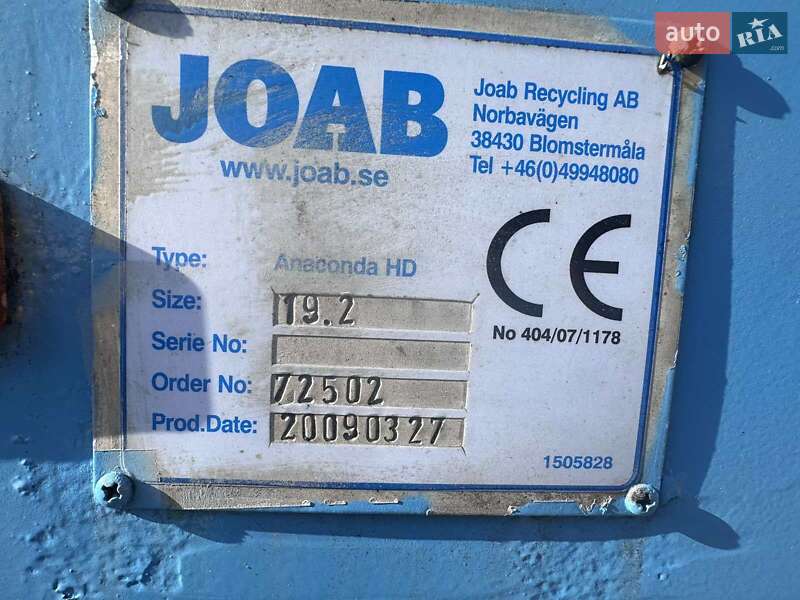 auto RIA.com
JOAB
www.joab.se
Joab Recycling AB
Norbavägen
38430 Blomstermåla
Tel +46(0)49948080
CE
No 404/07/1178
Type: Anaconda HD
Size: 19.2
Serie No:
Order No: 72502
Prod.Date: 20090327
1505828